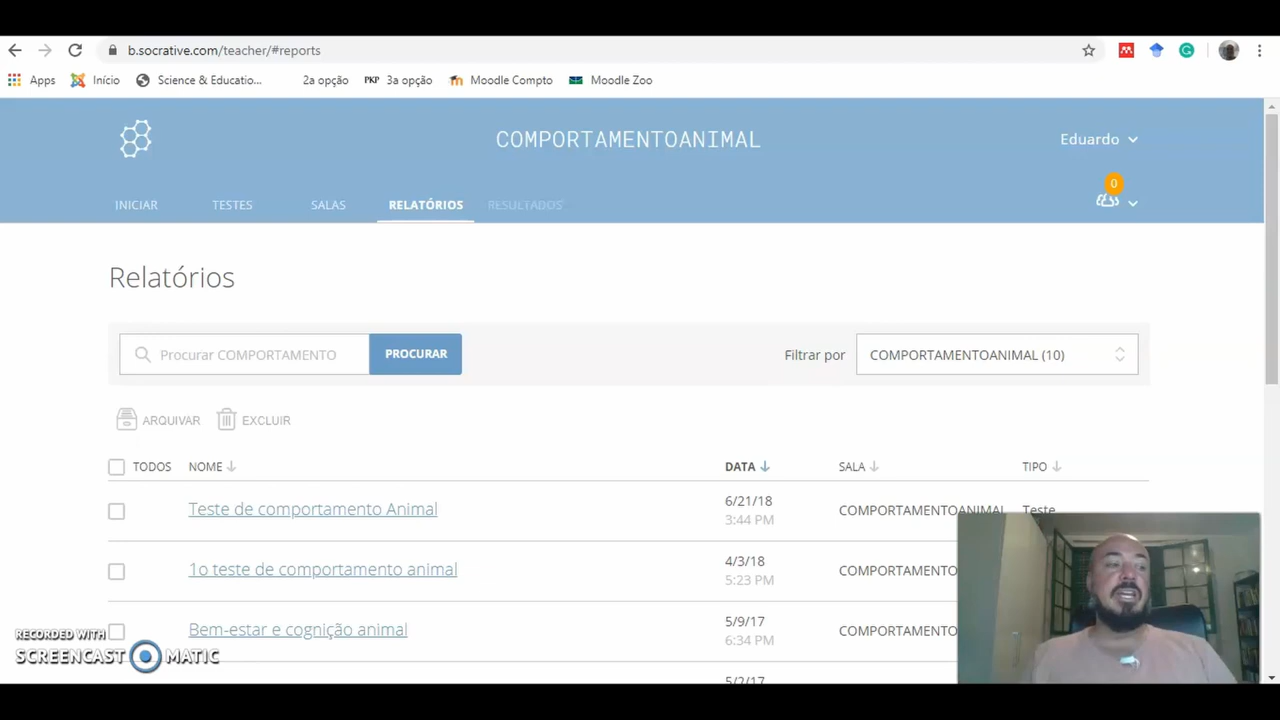 b.socrative.com/teacher/#reports
Apps Início Science & Educatio... 2a opção PKP 3a opção Moodle Compto Moodle Zoo
COMPORTAMENTOANIMAL
Eduardo
0
INICIAR TESTES SALAS RELATÓRIOS RESULTADOS
Relatórios
Procurar COMPORTAMENTO PROCURAR Filtrar por COMPORTAMENTOANIMAL (10)
ARQUIVAR EXCLUIR
TODOS NOME DATA SALA TIPO
Teste de comportamento Animal 6/21/18 3:44 PM COMPORTAMENTOANIMAL Teste
1o teste de comportamento animal 4/3/18 5:23 PM COMPORTAMENTO
Bem-estar e cognição animal 5/9/17 6:34 PM COMPORTAMENTO
5/2/17
RECORDED WITH
SCREENCAST MATIC